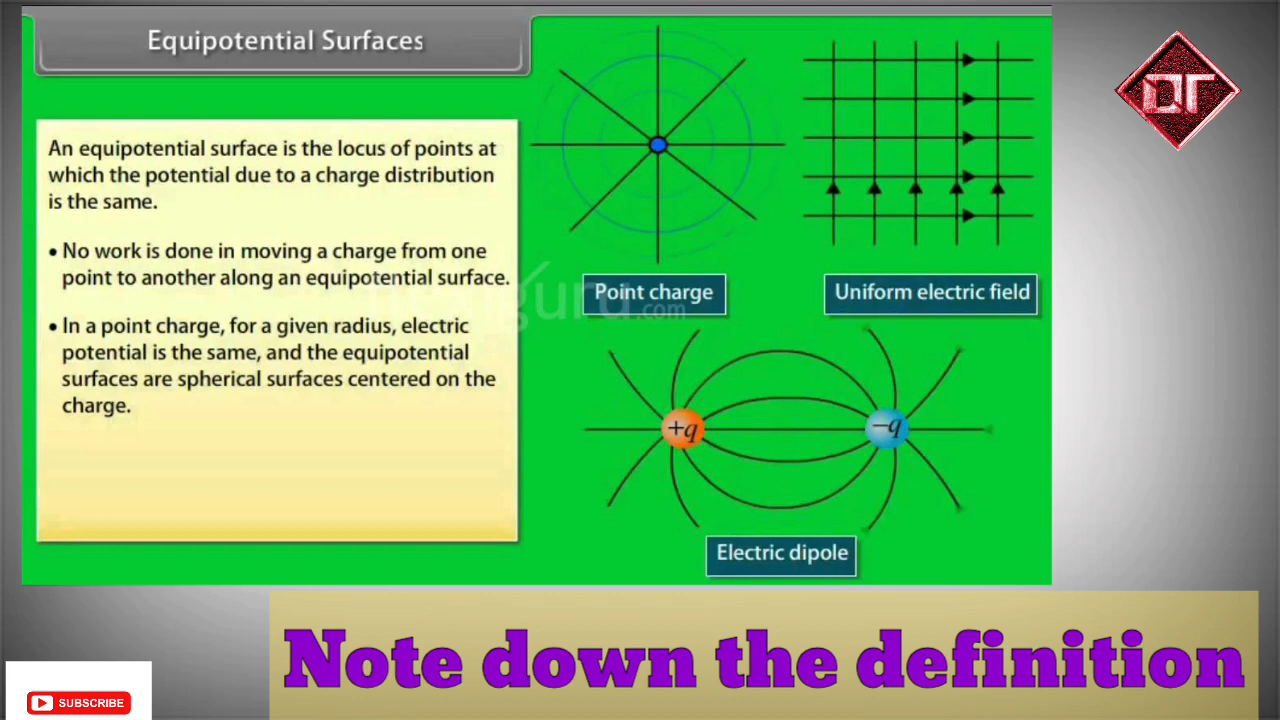 Equipotential Surfaces
DT
An equipotential surface is the locus of points at
which the potential due to a charge distribution
is the same.
• No work is done in moving a charge from one
point to another along an equipotential surface.
• In a point charge, for a given radius, electric
potential is the same, and the equipotential
surfaces are spherical surfaces centered on the
charge.
Point charge
Uniform electric field
.com
+q
−q
Electric dipole
Note down the definition
SUBSCRIBE